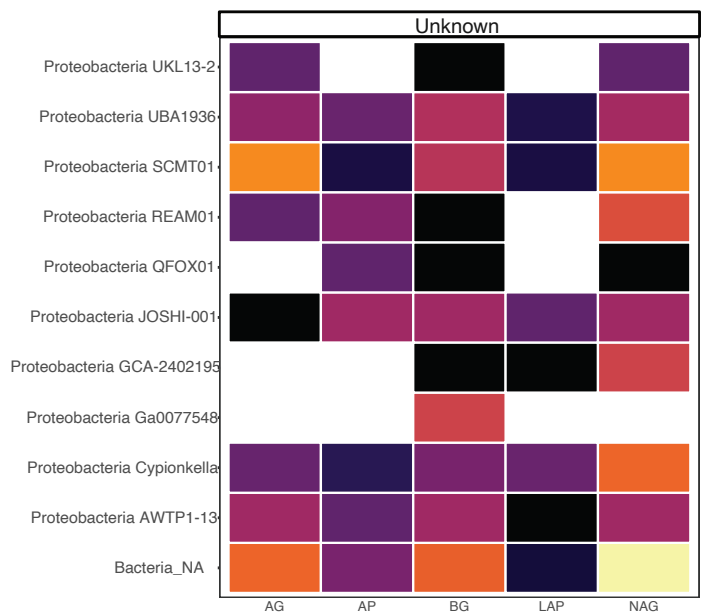 Unknown
Proteobacteria UKL13-2
Proteobacteria UBA1936
Proteobacteria SCMT01
Proteobacteria REAM01
Proteobacteria QFOX01
Proteobacteria JOSHI-001
Proteobacteria GCA-2402195
Proteobacteria Ga0077548
Proteobacteria Cypionkella
Proteobacteria AWTP1-13
Bacteria_NA
AG AP BG LAP NAG